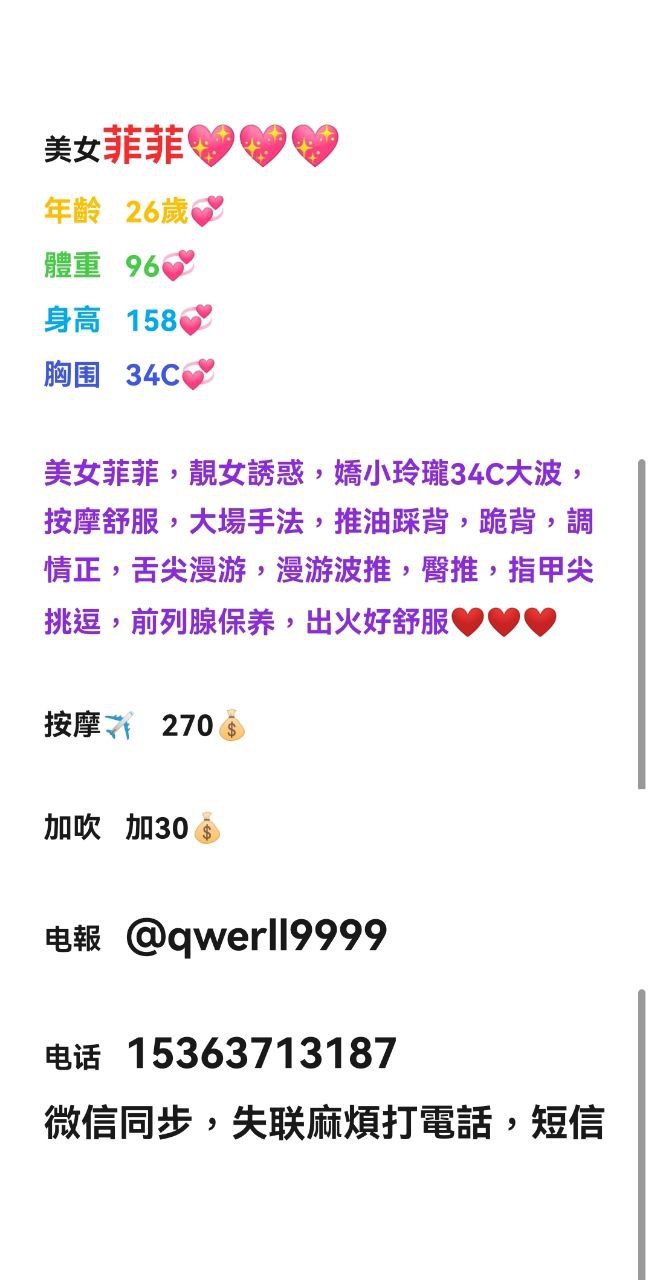 美女菲菲💖💖💖
年齡 26歲💞
體重 96💞
身高 158💞
胸围 34C💞
美女菲菲，靚女誘惑，嬌小玲瓏34C大波，
按摩舒服，大場手法，推油踩背，跪背，調
情正，舌尖漫游，漫游波推，臀推，指甲尖
挑逗，前列腺保养，出火好舒服❤️❤️❤️
按摩✈️ 270💰
加吹 加30💰
电報 @qwerll9999
电话 15363713187
微信同步，失联麻煩打電話，短信